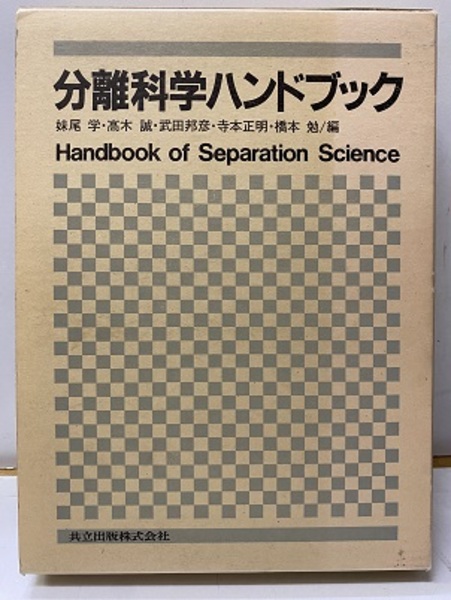 分離科学ハンドブック
妹尾 学・高木 誠・武田邦彦・寺本正明・橋本 勉/編
Handbook of Separation Science
共立出版株式会社